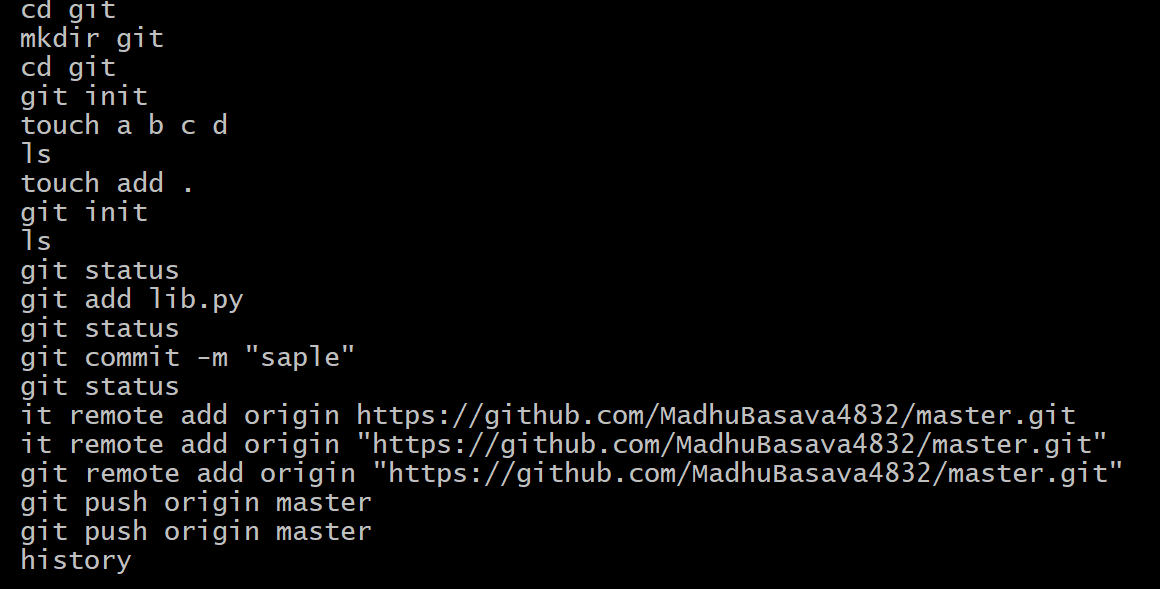 cd git
mkdir git
cd git
git init
touch a b c d
ls
touch add .
git init
ls
git status
git add lib.py
git status
git commit -m "saple"
git status
it remote add origin https://github.com/MadhuBasava4832/master.git
it remote add origin "https://github.com/MadhuBasava4832/master.git"
git remote add origin "https://github.com/MadhuBasava4832/master.git"
git push origin master
git push origin master
history